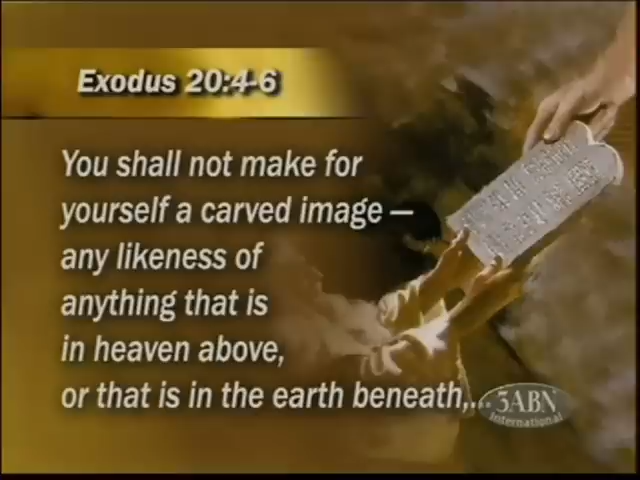 Exodus 20:4-6
You shall not make for
yourself a carved image —
any likeness of
anything that is
in heaven above,
or that is in the earth beneath,...
3ABN
International